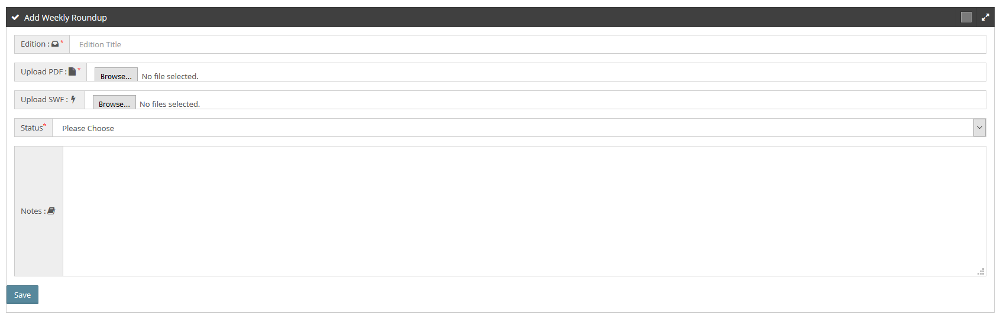 Add Weekly Roundup
Edition : * Edition Title
Upload PDF : * Browse... No file selected.
Upload SWF : Browse... No files selected.
Status* Please Choose
Notes :
Save